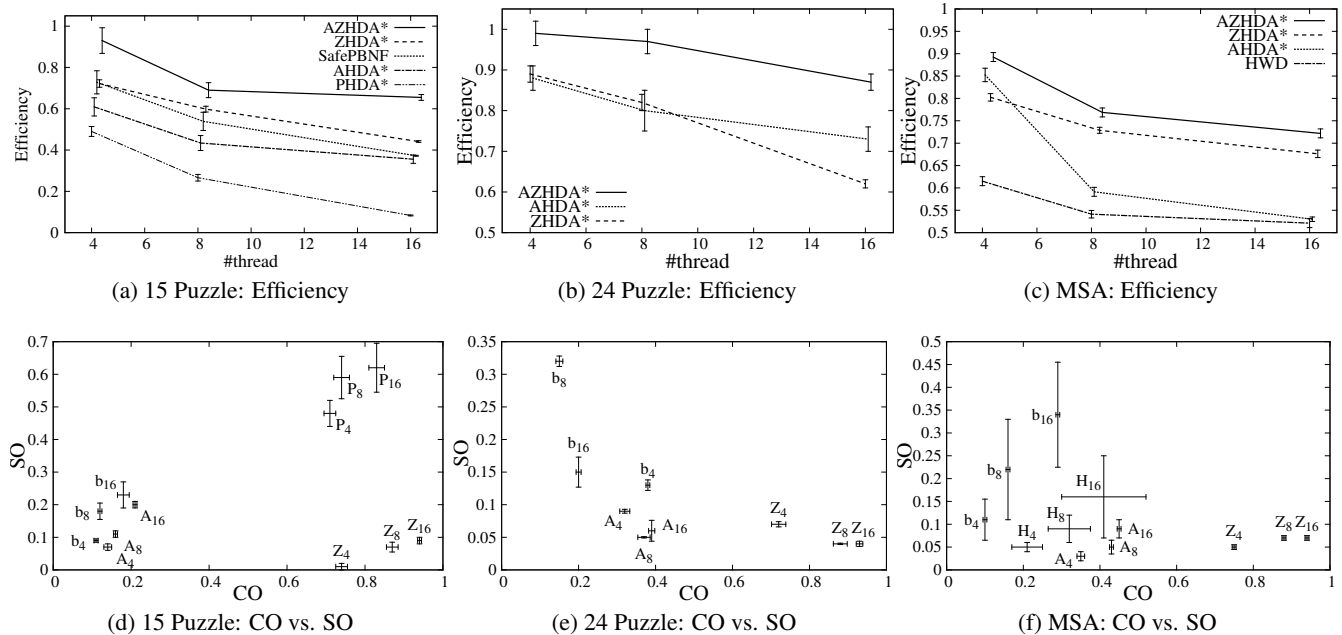 1
0.8
0.6
0.4
0.2
0
4 6 8 10 12 14 16
Efficiency
#thread
AZHDA*
ZHDA*
SafePBNF
AHDA*
PHDA*
(a) 15 Puzzle: Efficiency
1
0.9
0.8
0.7
0.6
0.5
4 6 8 10 12 14 16
Efficiency
#thread
AZHDA*
AHDA*
ZHDA*
(b) 24 Puzzle: Efficiency
1
0.95
0.9
0.85
0.8
0.75
0.7
0.65
0.6
0.55
0.5
4 6 8 10 12 14 16
Efficiency
#thread
AZHDA*
ZHDA*
AHDA*
HWD
(c) MSA: Efficiency
0.7
0.6
0.5
0.4
0.3
0.2
0.1
0
0 0.2 0.4 0.6 0.8 1
SO
CO
P8
P16
P4
b16
b8
A16
b4
A8
A4
Z4
Z8
Z16
(d) 15 Puzzle: CO vs. SO
0.35
0.3
0.25
0.2
0.15
0.1
0.05
0
0 0.2 0.4 0.6 0.8 1
SO
CO
b8
b16
b4
A4
A16
A8
Z4
Z8
Z16
(e) 24 Puzzle: CO vs. SO
0.5
0.45
0.4
0.35
0.3
0.25
0.2
0.15
0.1
0.05
0
0 0.2 0.4 0.6 0.8 1
SO
CO
b16
b8
H16
b4
H8
H4
A16
A8
A4
Z4
Z8
Z16
(f) MSA: CO vs. SO